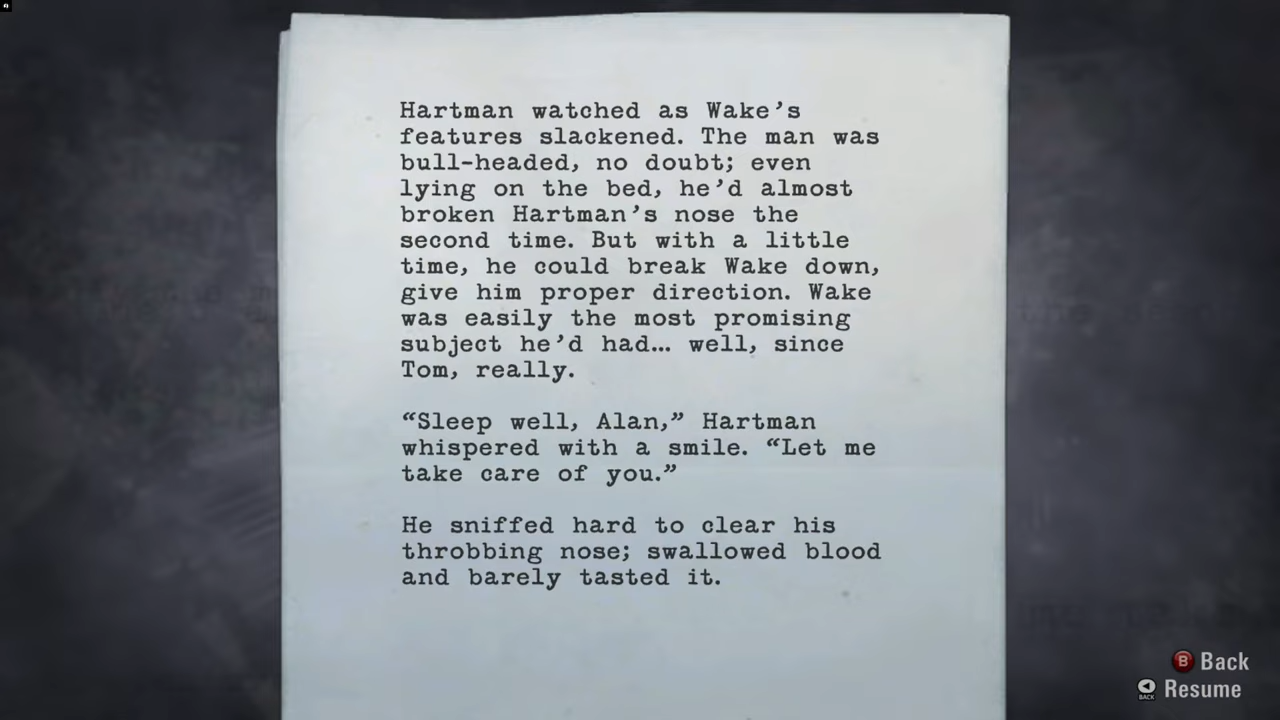 Hartman watched as Wake’s
features slackened. The man was
bull-headed, no doubt; even
lying on the bed, he’d almost
broken Hartman’s nose the
second time. But with a little
time, he could break Wake down,
give him proper direction. Wake
was easily the most promising
subject he’d had… well, since
Tom, really.
“Sleep well, Alan,” Hartman
whispered with a smile. “Let me
take care of you.”
He sniffed hard to clear his
throbbing nose; swallowed blood
and barely tasted it.
B Back
BACK Resume